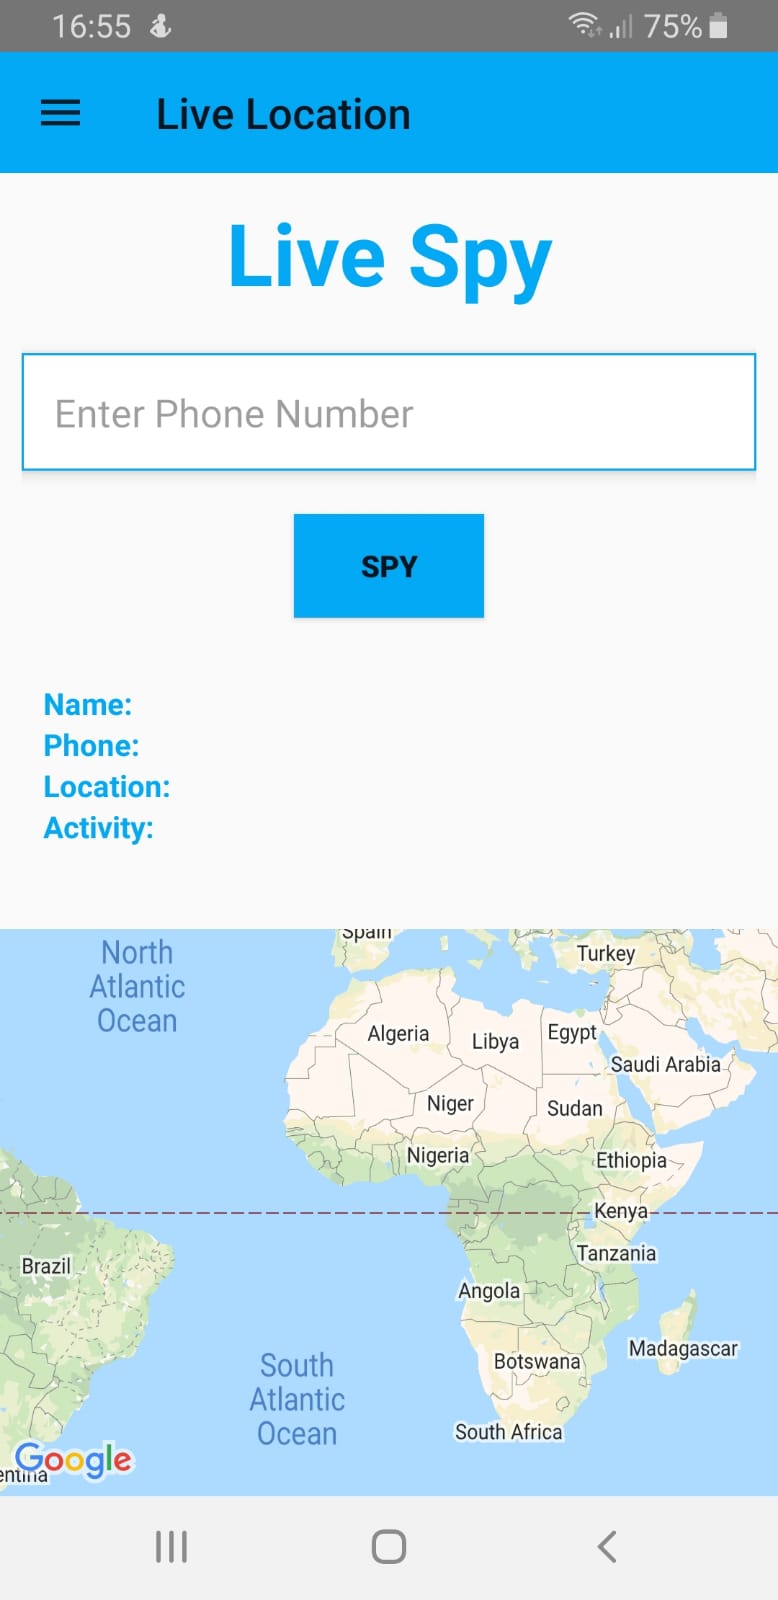 16:55
75%
Live Location
Live Spy
Enter Phone Number
SPY
Name:
Phone:
Location:
Activity:
Spain
North
Atlantic
Ocean
Turkey
Algeria
Libya
Egypt
Saudi Arabia
Niger
Sudan
Nigeria
Ethiopia
Kenya
Brazil
Tanzania
Angola
Madagascar
Botswana
South
Atlantic
Ocean
South Africa
Google
entina